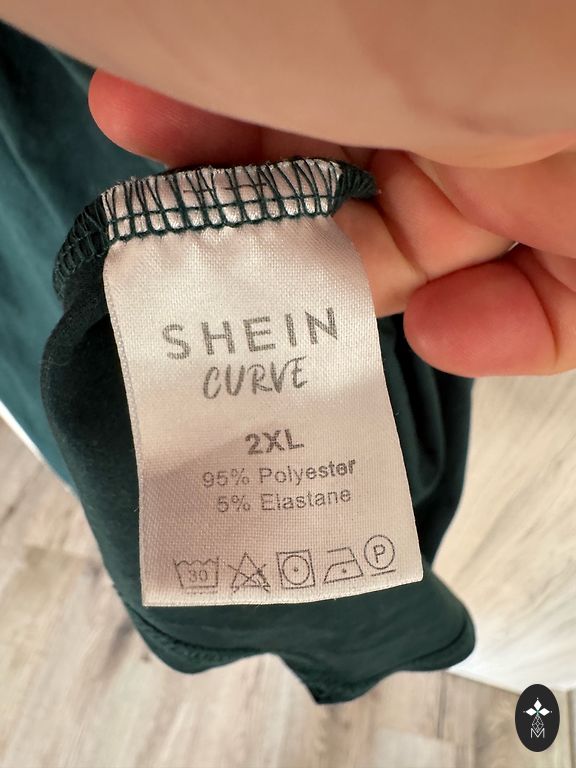 SHEIN
CURVE
2XL
95% Polyester
5% Elastane
30 P
M